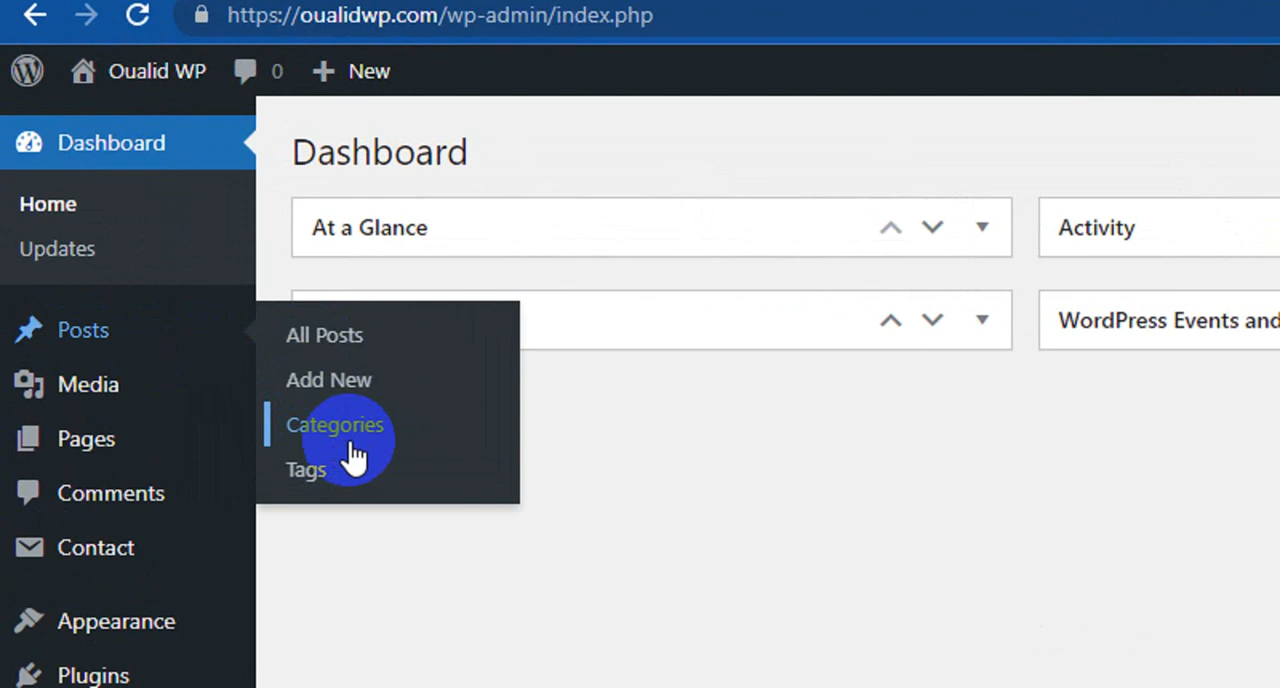 https://oualidwp.com/wp-admin/index.php
Oualid WP 0 New
Dashboard
Home
Updates
Posts
Media
Pages
Comments
Contact
Appearance
Plugins
All Posts
Add New
Categories
Tags
Dashboard
At a Glance
Activity
WordPress Events and